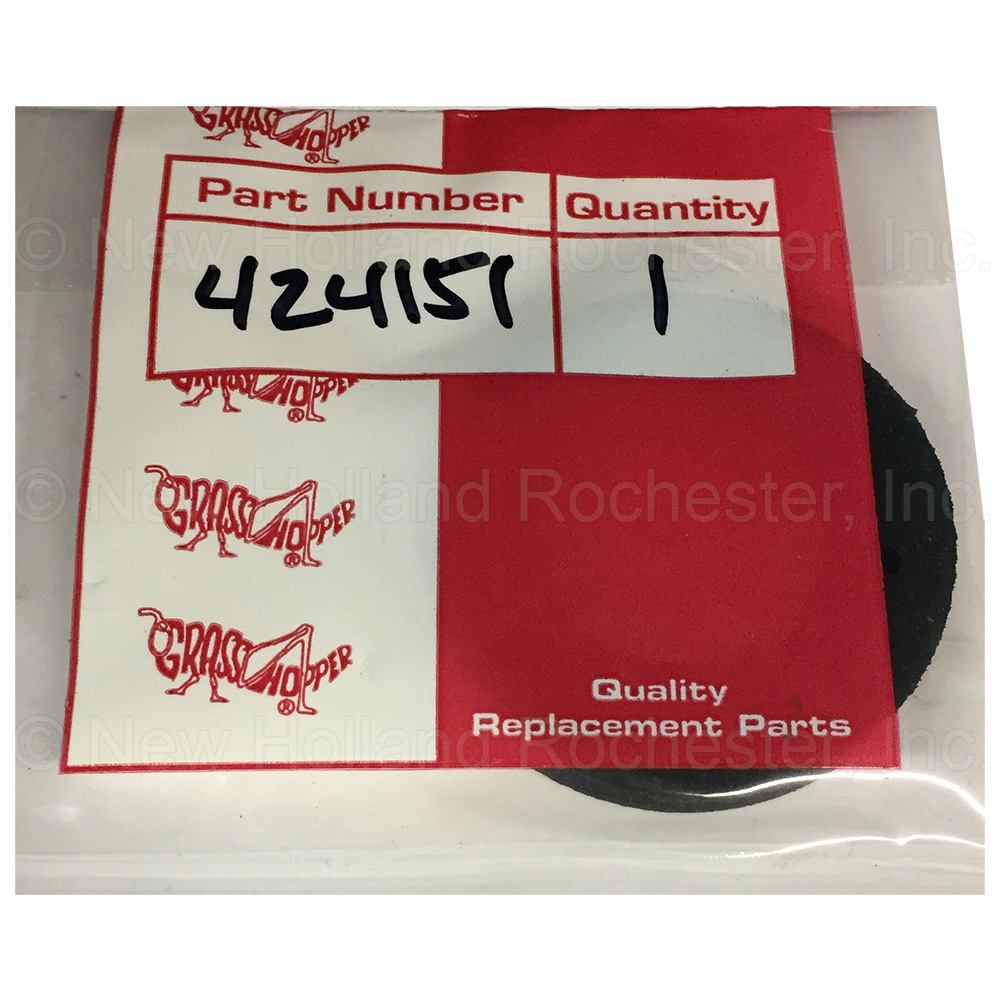 GRASSHOPPER®
Part Number Quantity
© New Holland Rochester, Inc.
424151 1
GRASSHOPPER®
© New Holland Rochester, Inc.
GRASSHOPPER®
GRASSHOPPER®
Quality
Replacement Parts
© New Holland Rochester, Inc.